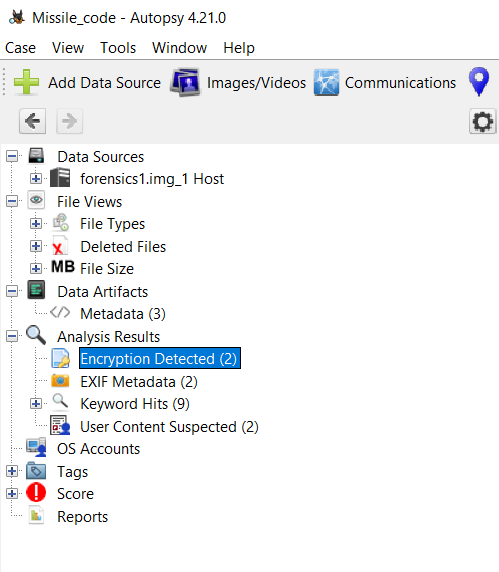 Missile_code - Autopsy 4.21.0
Case View Tools Window Help
Add Data Source Images/Videos Communications
Data Sources
forensics1.img_1 Host
File Views
File Types
Deleted Files
MB File Size
Data Artifacts
Metadata (3)
Analysis Results
Encryption Detected (2)
EXIF Metadata (2)
Keyword Hits (9)
User Content Suspected (2)
OS Accounts
Tags
Score
Reports